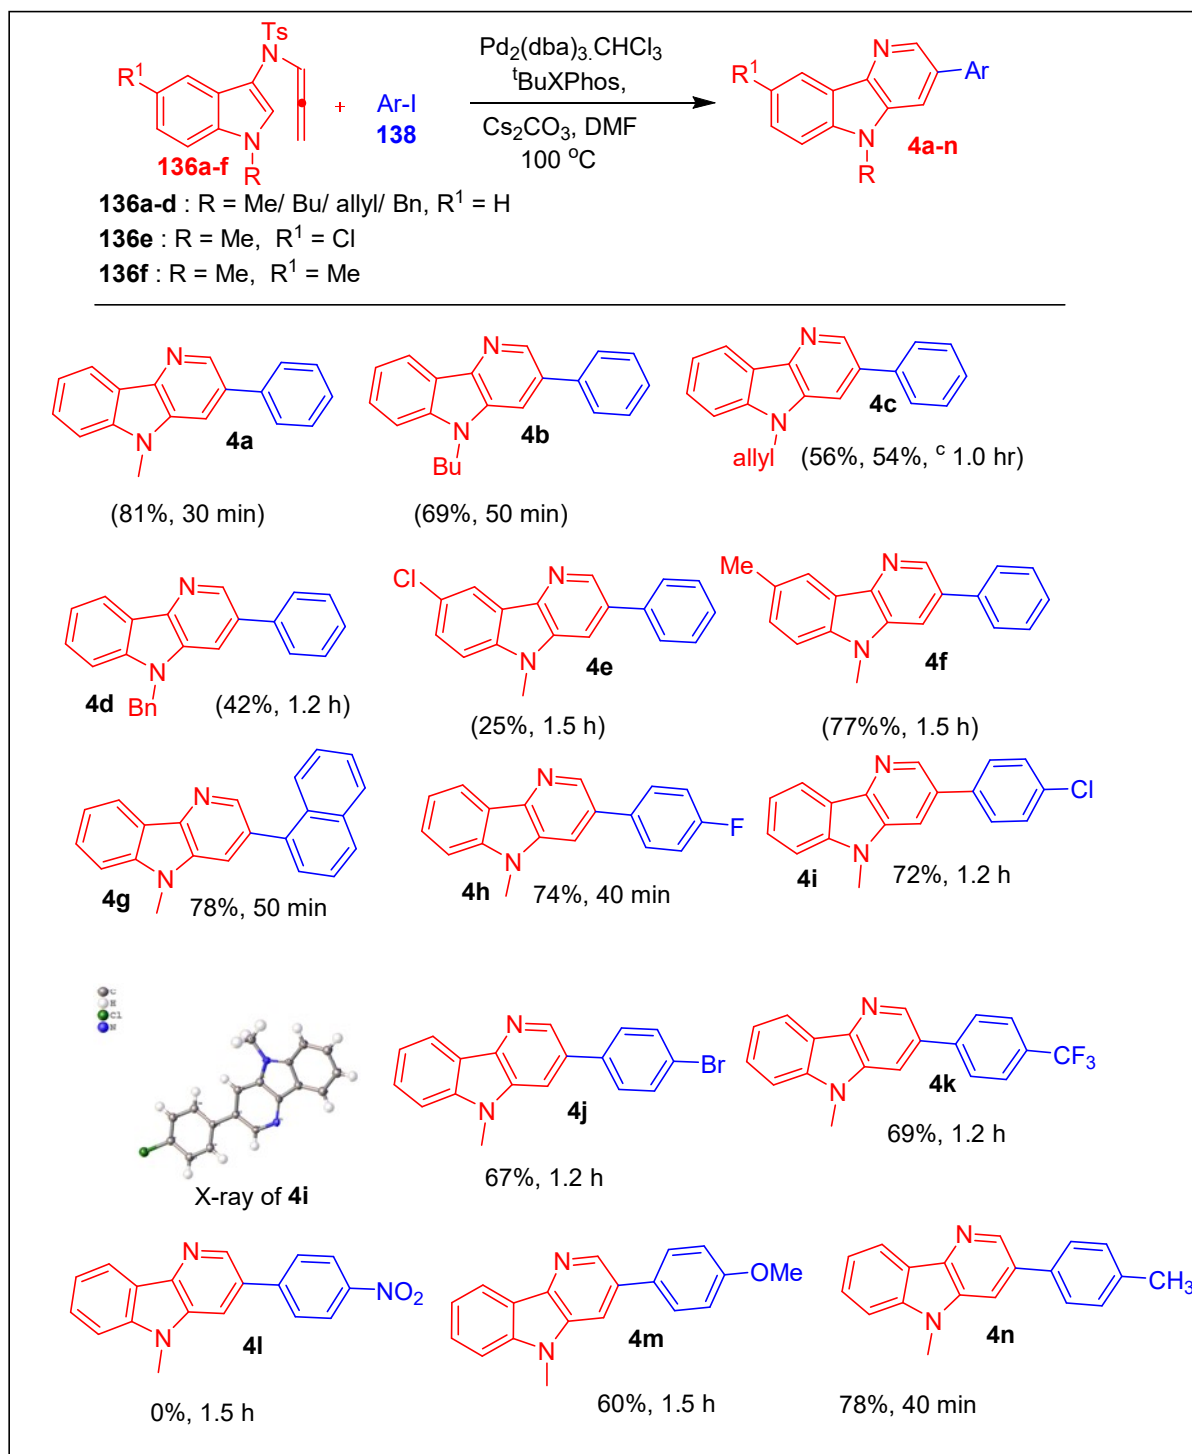 Ts
N
R¹
N
R
136a-f
+
Ar-I
138
Pd₂(dba)₃.CHCl₃
ᵗBuXPhos,
Cs₂CO₃, DMF
100 ⁰C
N
R¹
Ar
N
R
4a-n
136a-d : R = Me/ Bu/ allyl/ Bn, R¹ = H
136e : R = Me, R¹ = Cl
136f : R = Me, R¹ = Me
N
N
4a
(81%, 30 min)
N
N
Bu
4b
(69%, 50 min)
N
N
allyl
4c
(56%, 54%, ᶜ 1.0 hr)
N
N
Bn
4d
(42%, 1.2 h)
Cl
N
N
4e
(25%, 1.5 h)
Me
N
N
4f
(77%%, 1.5 h)
N
N
4g
78%, 50 min
N
N
F
4h
74%, 40 min
N
N
Cl
4i
72%, 1.2 h
C
H
Cl
N
X-ray of 4i
N
N
Br
4j
67%, 1.2 h
N
N
CF₃
4k
69%, 1.2 h
N
N
NO₂
4l
0%, 1.5 h
N
N
OMe
4m
60%, 1.5 h
N
N
CH₃
4n
78%, 40 min